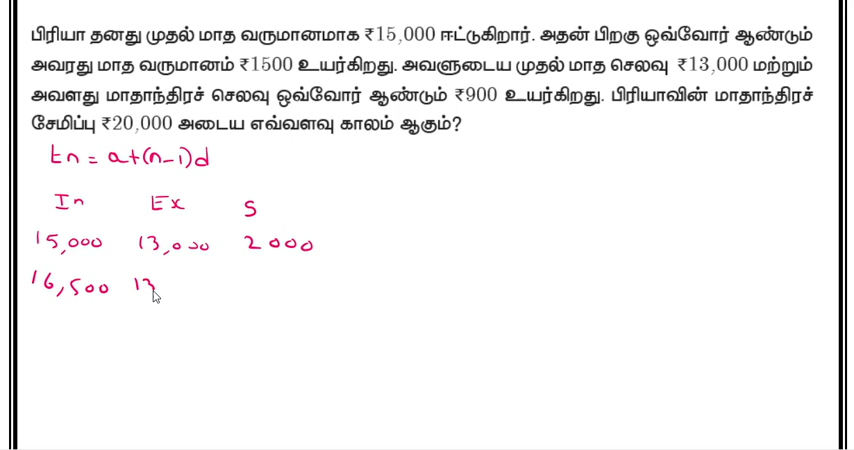 பிரியா தனது முதல் மாத வருமானமாக ₹15,000 ஈட்டுகிறார். அதன் பிறகு ஒவ்வோர் ஆண்டும்
அவரது மாத வருமானம் ₹1500 உயர்கிறது. அவளுடைய முதல் மாத செலவு ₹13,000 மற்றும்
அவளது மாதாந்திரச் செலவு ஒவ்வோர் ஆண்டும் ₹900 உயர்கிறது. பிரியாவின் மாதாந்திரச்
சேமிப்பு ₹20,000 அடைய எவ்வளவு காலம் ஆகும்?
tn = a+(n-1)d
In Ex S
15,000 13,000 2000
16,500 13